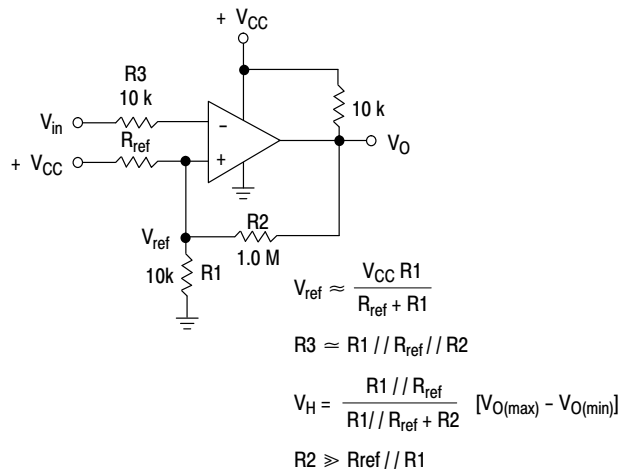 + VCC
R3
10 k
10 k
Vin
-
Rref
VO
+ VCC
+
R2
Vref
1.0 M
10k
R1
Vref ≈ VCC R1 / Rref + R1
R3 ≃ R1 / / Rref / / R2
VH = R1 / / Rref / R1/ / Rref + R2 [VO(max) – VO(min)]
R2 ≫ Rref / / R1